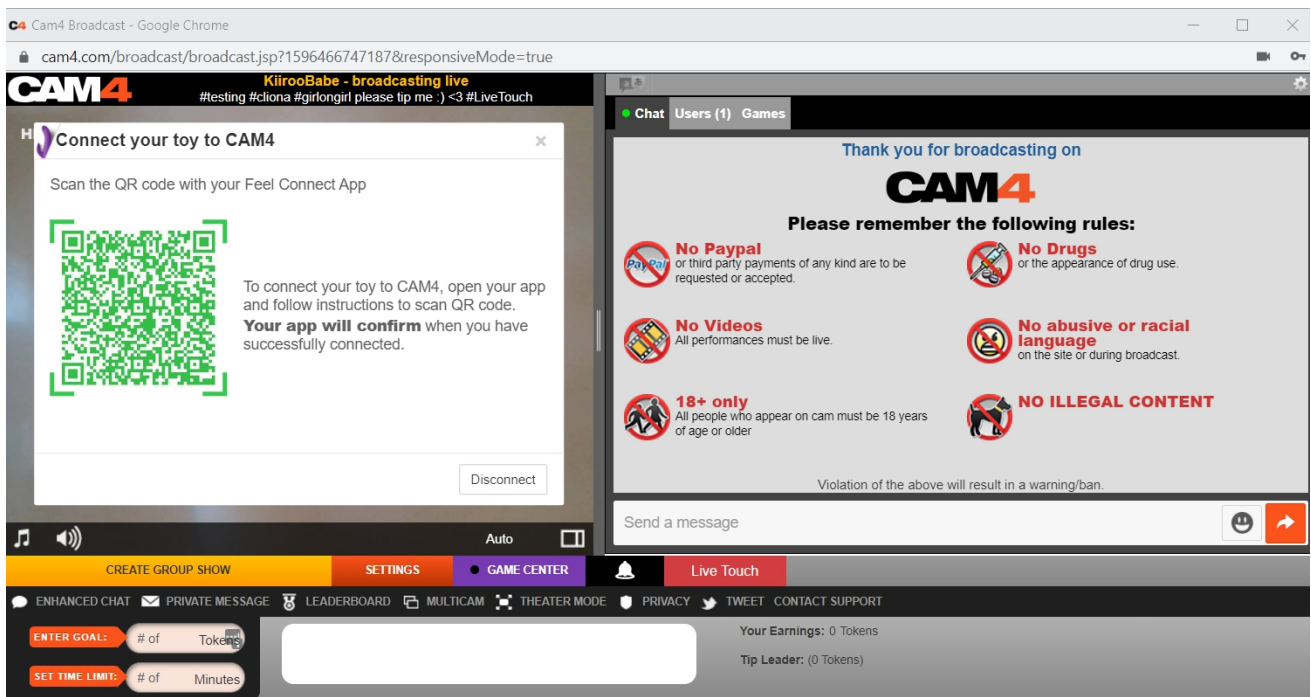 C4 Cam4 Broadcast - Google Chrome
cam4.com/broadcast/broadcast.jsp?1596466747187&responsiveMode=true
CAM4
KiirooBabe - broadcasting live
#testing #cliona #girlongirl please tip me :) <3 #LiveTouch
H
Connect your toy to CAM4
Scan the QR code with your Feel Connect App
To connect your toy to CAM4, open your app
and follow instructions to scan QR code.
Your app will confirm when you have
successfully connected.
Disconnect
Auto
Chat Users (1) Games
Thank you for broadcasting on
CAM4
Please remember the following rules:
No Paypal
or third party payments of any kind are to be
requested or accepted.
PayPal
No Drugs
or the appearance of drug use.
No Videos
All performances must be live.
No abusive or racial
language
on the site or during broadcast.
18+ only
All people who appear on cam must be 18 years
of age or older
NO ILLEGAL CONTENT
Violation of the above will result in a warning/ban.
Send a message
CREATE GROUP SHOW SETTINGS GAME CENTER Live Touch
ENHANCED CHAT PRIVATE MESSAGE LEADERBOARD MULTICAM THEATER MODE PRIVACY TWEET CONTACT SUPPORT
ENTER GOAL: # of Tokens
SET TIME LIMIT: # of Minutes
Your Earnings: 0 Tokens
Tip Leader: (0 Tokens)